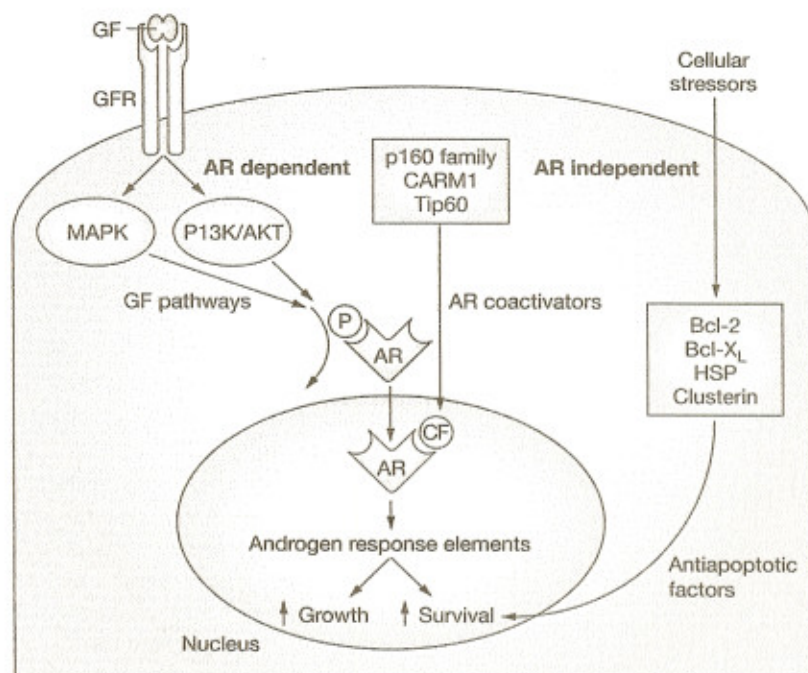 GF
GFR
Cellular
stressors
AR dependent
p160 family
CARM1
Tip60
AR independent
MAPK
P13K/AKT
GF pathways
P
AR
AR coactivators
Bcl-2
Bcl-XL
HSP
Clusterin
CF
AR
Androgen response elements
Growth
Survival
Antiapoptotic
factors
Nucleus